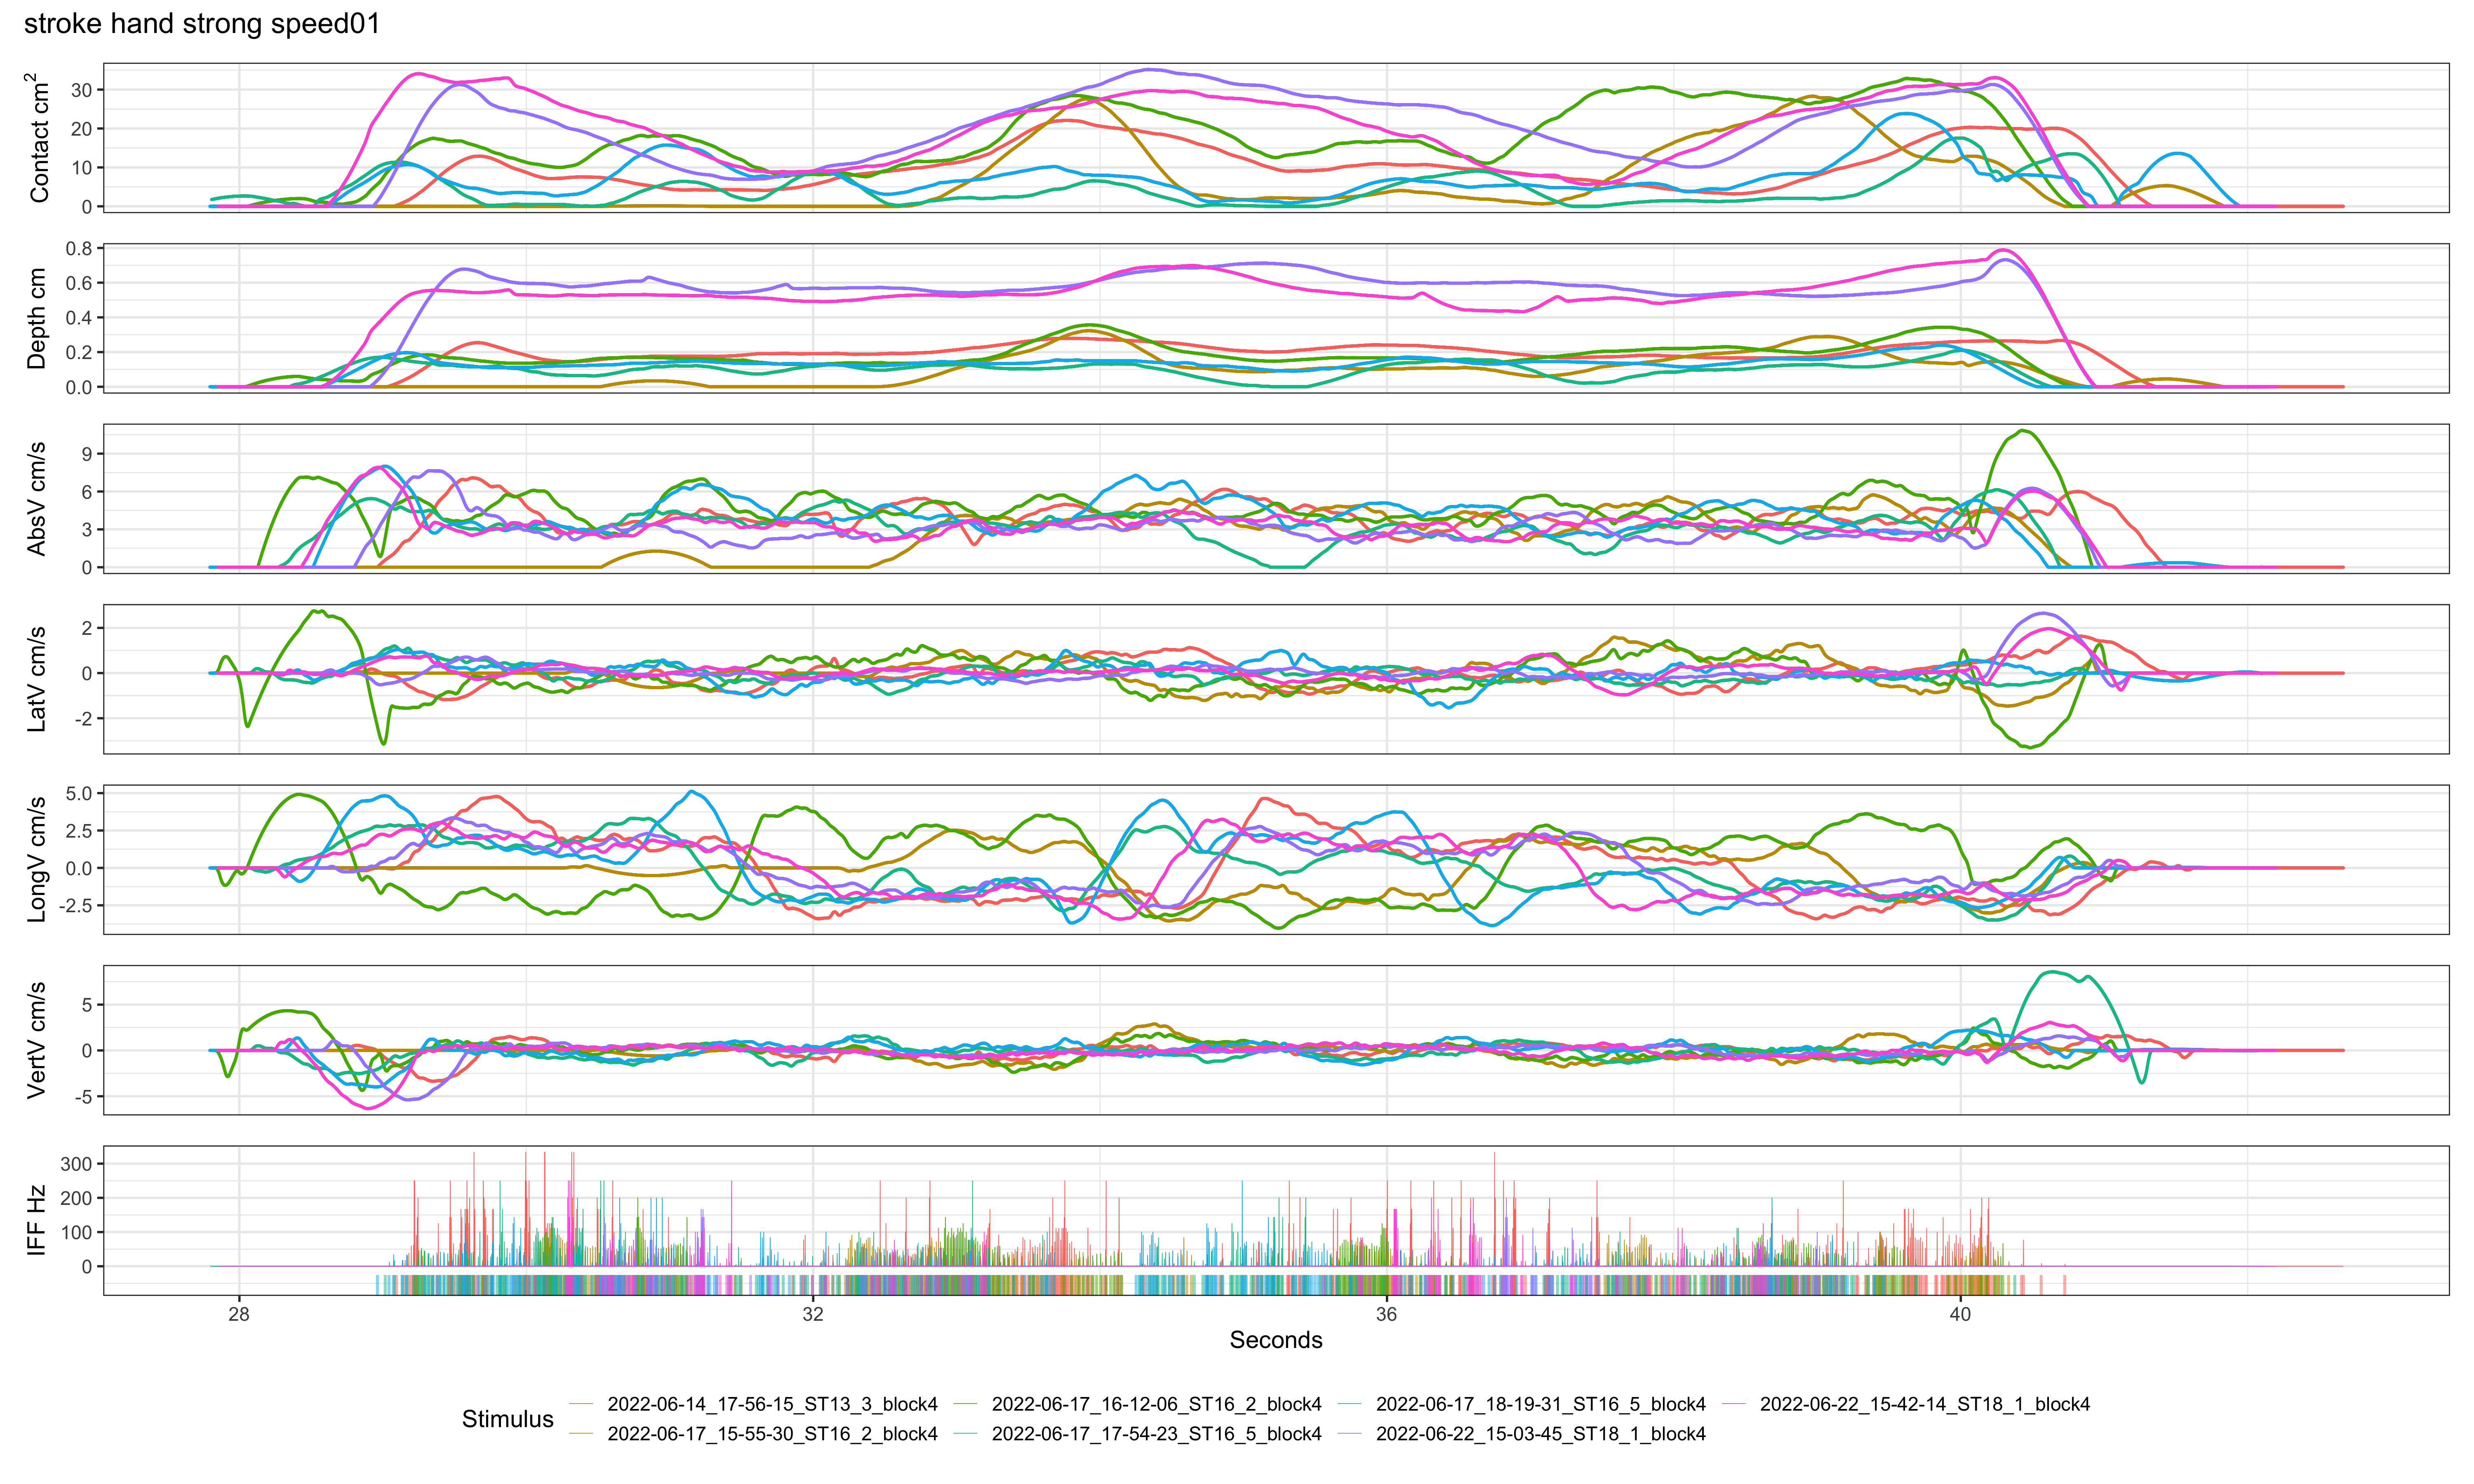 stroke hand strong speed01
Contact cm²
30
20
10
0
Depth cm
0.8
0.6
0.4
0.2
0.0
AbsV cm/s
9
6
3
0
LatV cm/s
2
0
-2
LongV cm/s
5.0
2.5
0.0
-2.5
VertV cm/s
5
0
-5
IFF Hz
300
200
100
0
28 32 36 40
Seconds
Stimulus
2022-06-14_17-56-15_ST13_3_block4 2022-06-17_16-12-06_ST16_2_block4 2022-06-17_18-19-31_ST16_5_block4 2022-06-22_15-42-14_ST18_1_block4
2022-06-17_15-55-30_ST16_2_block4 2022-06-17_17-54-23_ST16_5_block4 2022-06-22_15-03-45_ST18_1_block4